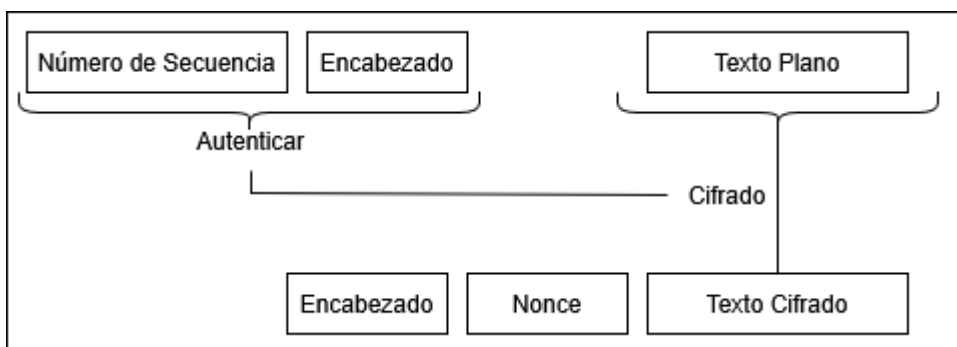 Número de Secuencia
Encabezado
Texto Plano
Autenticar
Cifrado
Encabezado
Nonce
Texto Cifrado